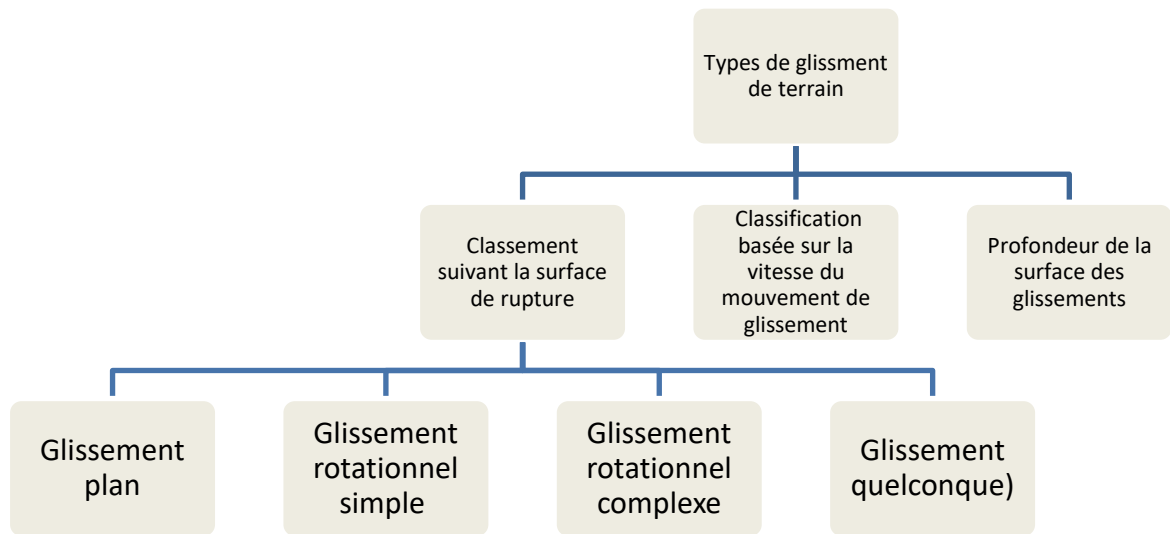 Types de glissment
de terrain
Classement
suivant la surface
de rupture
Classification
basée sur la
vitesse du
mouvement de
glissement
Profondeur de la
surface des
glissements
Glissement
plan
Glissement
rotationnel
simple
Glissement
rotationnel
complexe
Glissement
quelconque)